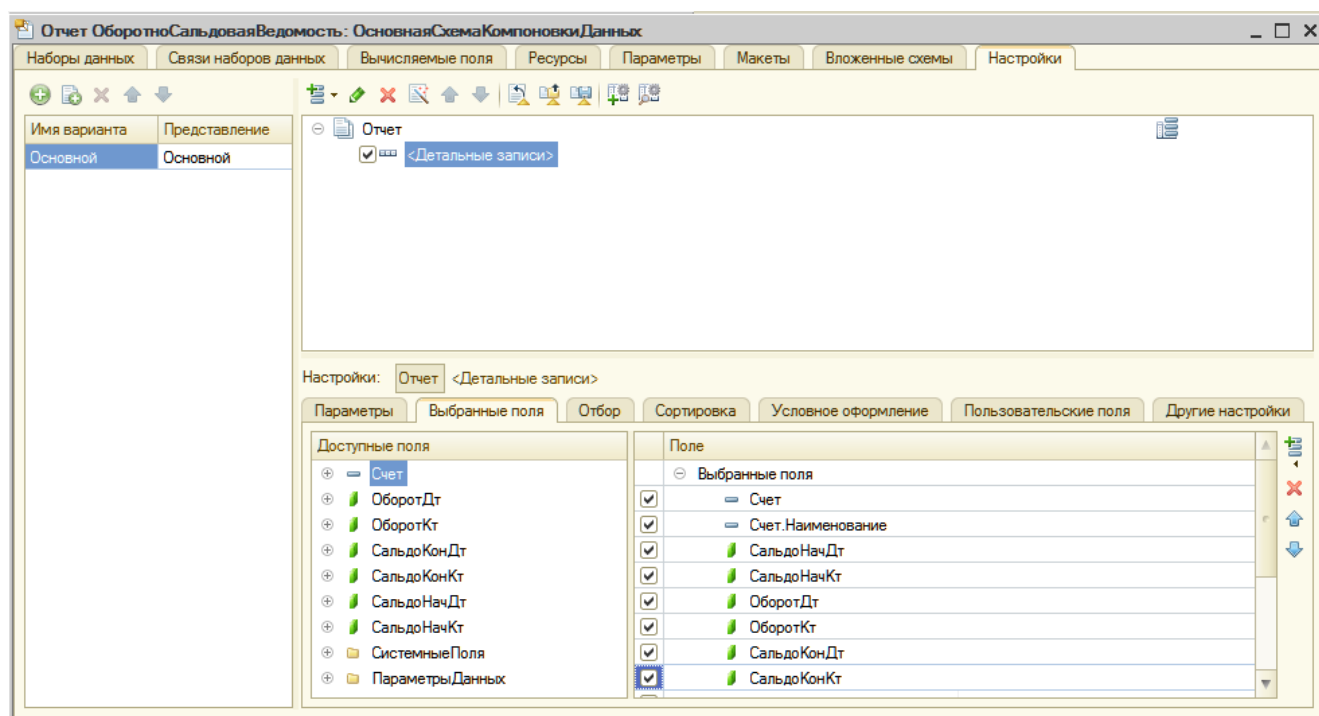 Отчет ОборотноСальдоваяВедомость: ОсновнаяСхемаКомпоновкиДанных
Наборы данных Связи наборов данных Вычисляемые поля Ресурсы Параметры Макеты Вложенные схемы Настройки
Имя варианта Представление
Основной Основной
Отчет
<Детальные записи>
Настройки: Отчет <Детальные записи>
Параметры Выбранные поля Отбор Сортировка Условное оформление Пользовательские поля Другие настройки
Доступные поля Поле
Счет Выбранные поля
ОборотДт Счет
ОборотКт Счет.Наименование
СальдоКонДт СальдоНачДт
СальдоКонКт СальдоНачКт
СальдоНачДт ОборотДт
СальдоНачКт ОборотКт
СистемныеПоля СальдоКонДт
ПараметрыДанных СальдоКонКт